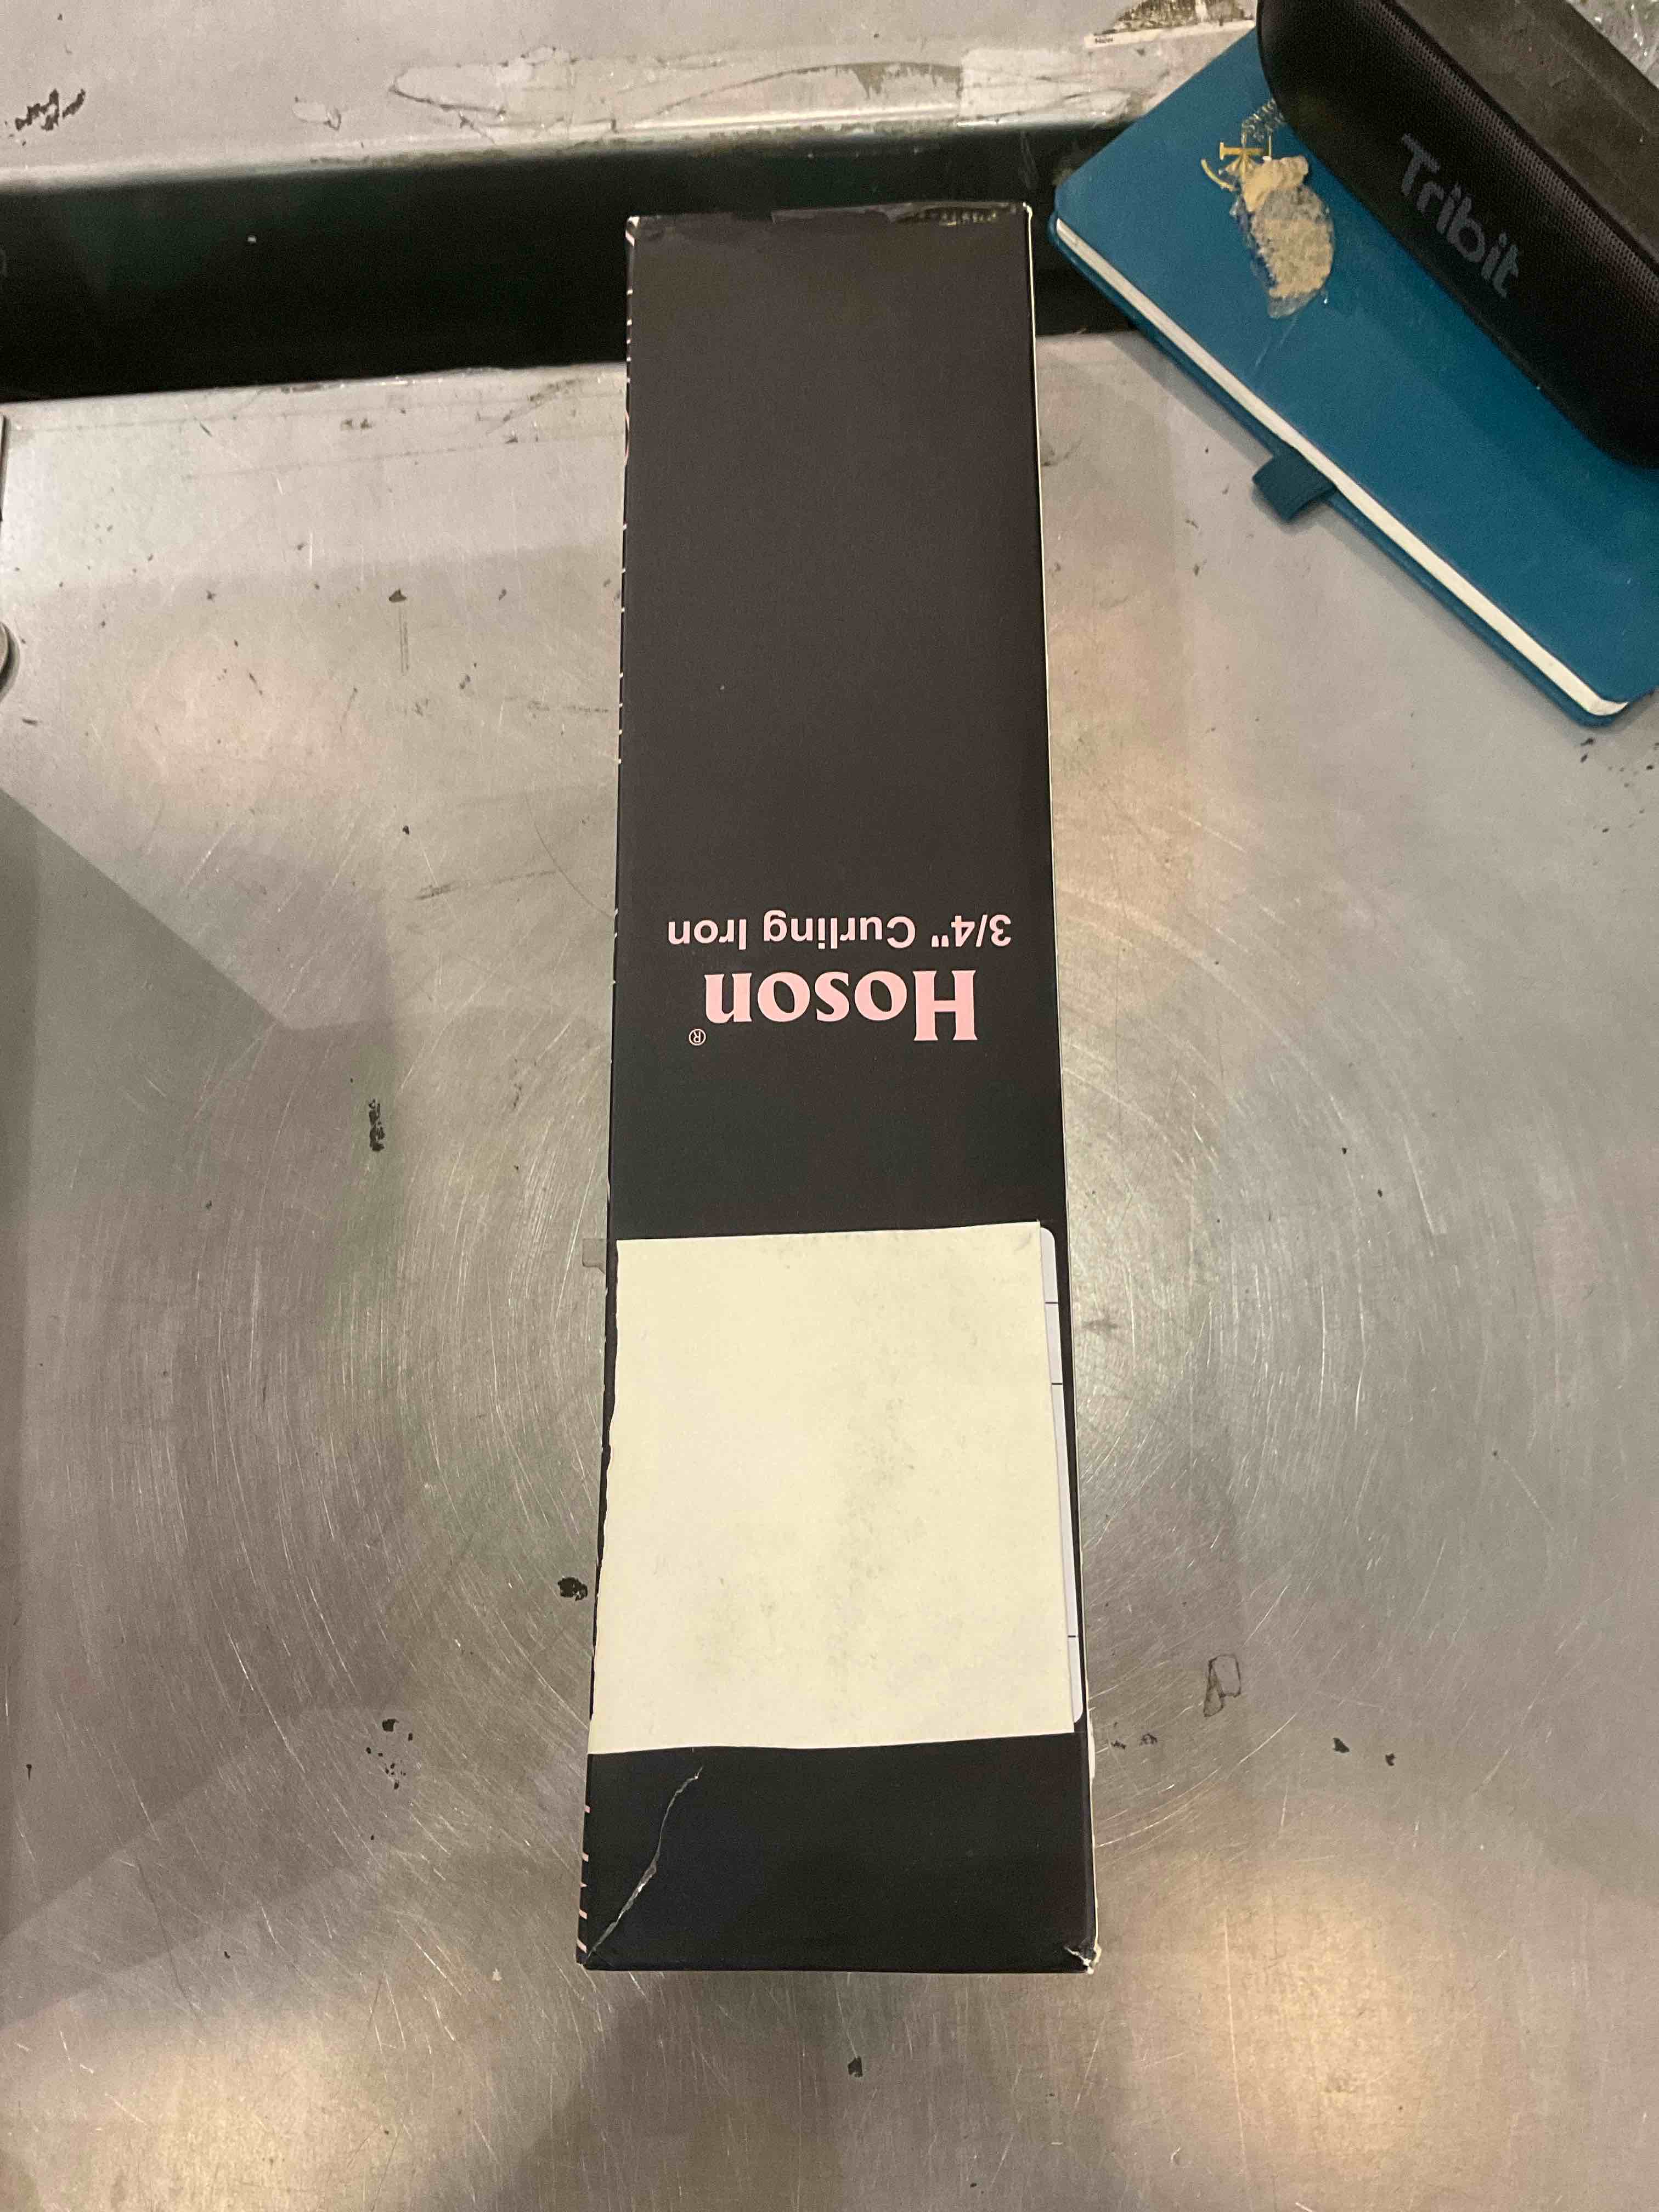 Hoson®
3/4" Curling Iron
Tribit